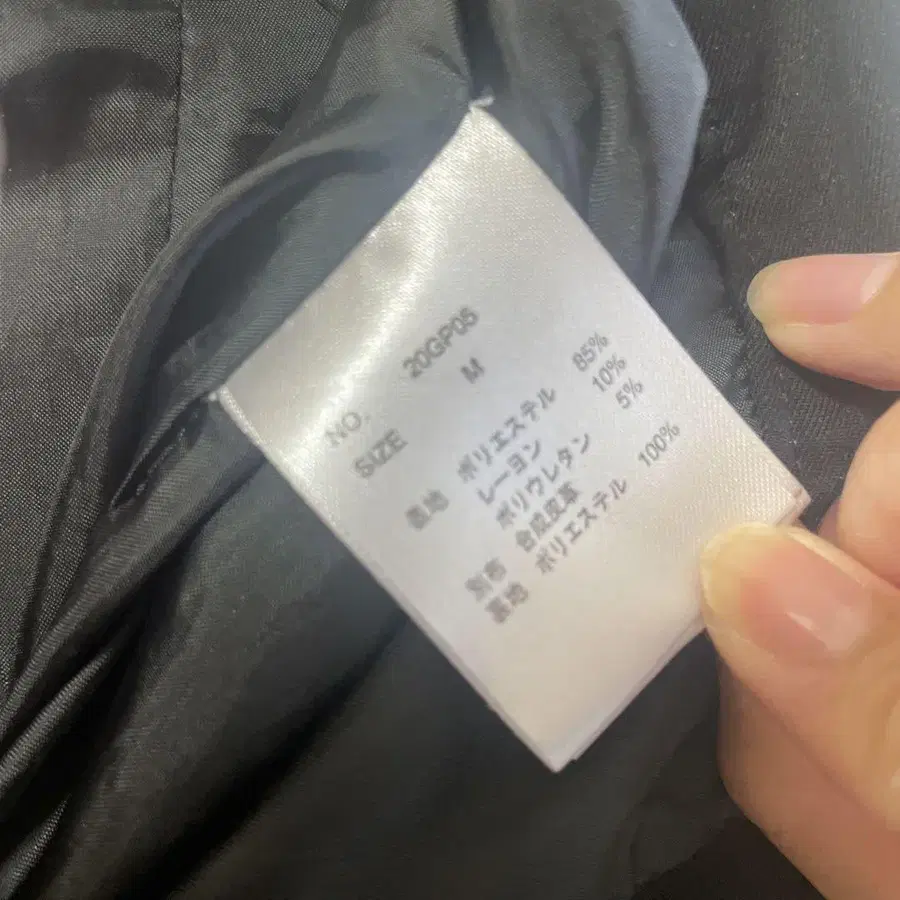 NO. 20GP05
SIZE M
表地 ポリエステル 85%
レーヨン 10%
ポリウレタン 5%
別布 合成皮革
裏地 ポリエステル 100%